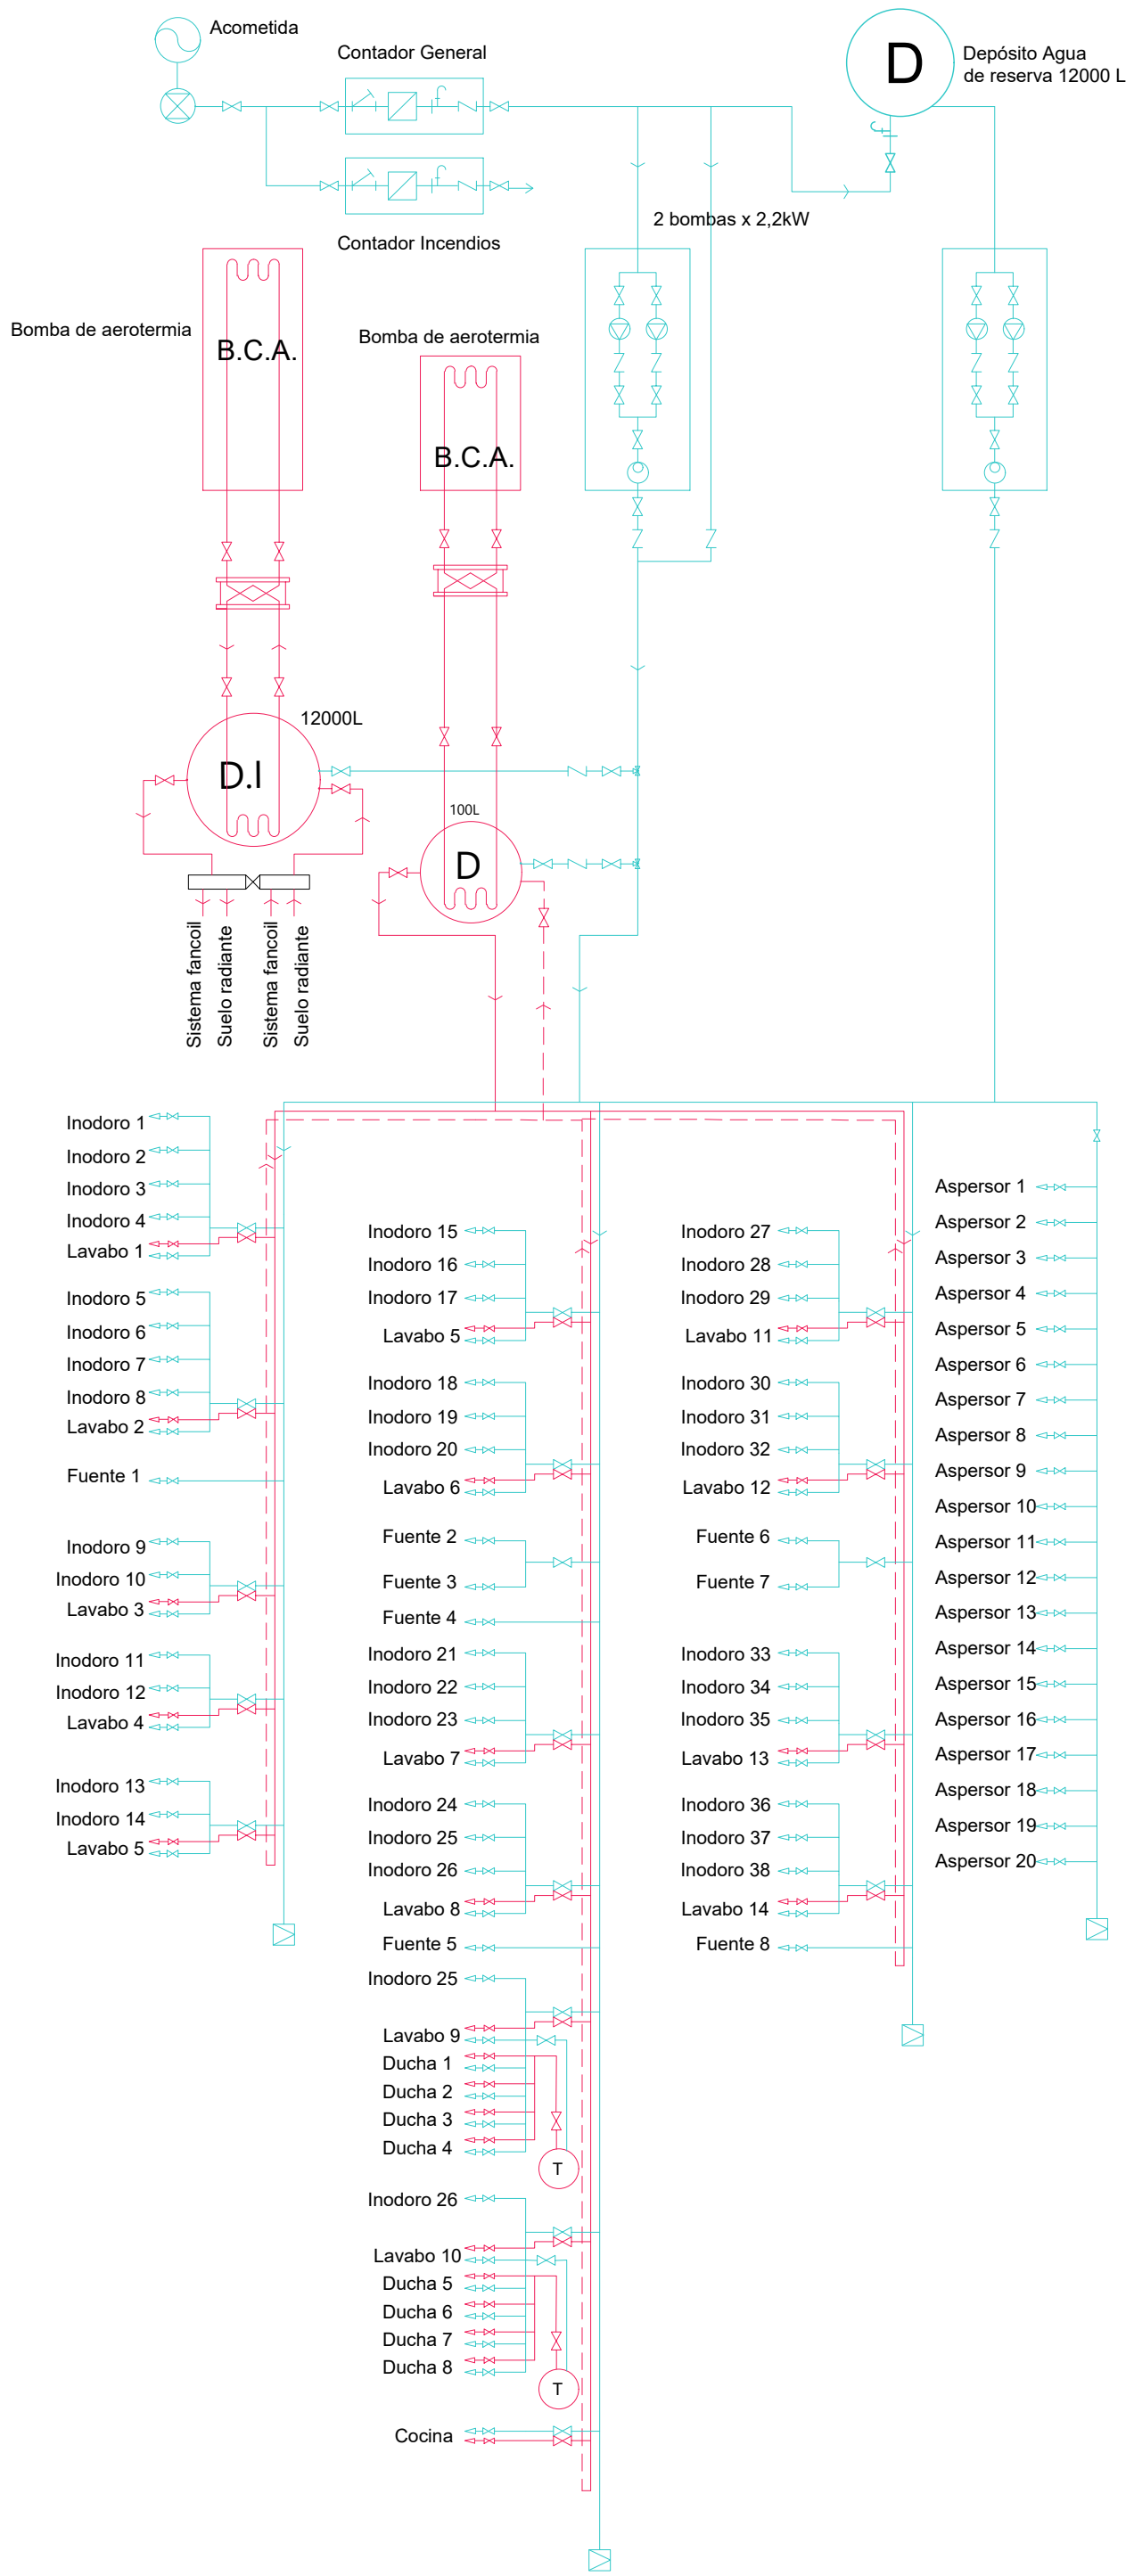 Acometida
Contador General
D
Depósito Agua
de reserva 12000 L
2 bombas x 2,2kW
Contador Incendios
Bomba de aerotermia
B.C.A.
Bomba de aerotermia
B.C.A.
12000L
D.I
100L
D
Sistema fancoil
Suelo radiante
Sistema fancoil
Suelo radiante
Inodoro 1
Inodoro 2
Inodoro 3
Inodoro 4
Lavabo 1
Inodoro 5
Inodoro 6
Inodoro 7
Inodoro 8
Lavabo 2
Fuente 1
Inodoro 9
Inodoro 10
Lavabo 3
Inodoro 11
Inodoro 12
Lavabo 4
Inodoro 13
Inodoro 14
Lavabo 5
Inodoro 15
Inodoro 16
Inodoro 17
Lavabo 5
Inodoro 18
Inodoro 19
Inodoro 20
Lavabo 6
Fuente 2
Fuente 3
Fuente 4
Inodoro 21
Inodoro 22
Inodoro 23
Lavabo 7
Inodoro 24
Inodoro 25
Inodoro 26
Lavabo 8
Fuente 5
Inodoro 25
Lavabo 9
Ducha 1
Ducha 2
Ducha 3
Ducha 4
T
Inodoro 26
Lavabo 10
Ducha 5
Ducha 6
Ducha 7
Ducha 8
T
Cocina
Inodoro 27
Inodoro 28
Inodoro 29
Lavabo 11
Inodoro 30
Inodoro 31
Inodoro 32
Lavabo 12
Fuente 6
Fuente 7
Inodoro 33
Inodoro 34
Inodoro 35
Lavabo 13
Inodoro 36
Inodoro 37
Inodoro 38
Lavabo 14
Fuente 8
Aspersor 1
Aspersor 2
Aspersor 3
Aspersor 4
Aspersor 5
Aspersor 6
Aspersor 7
Aspersor 8
Aspersor 9
Aspersor 10
Aspersor 11
Aspersor 12
Aspersor 13
Aspersor 14
Aspersor 15
Aspersor 16
Aspersor 17
Aspersor 18
Aspersor 19
Aspersor 20